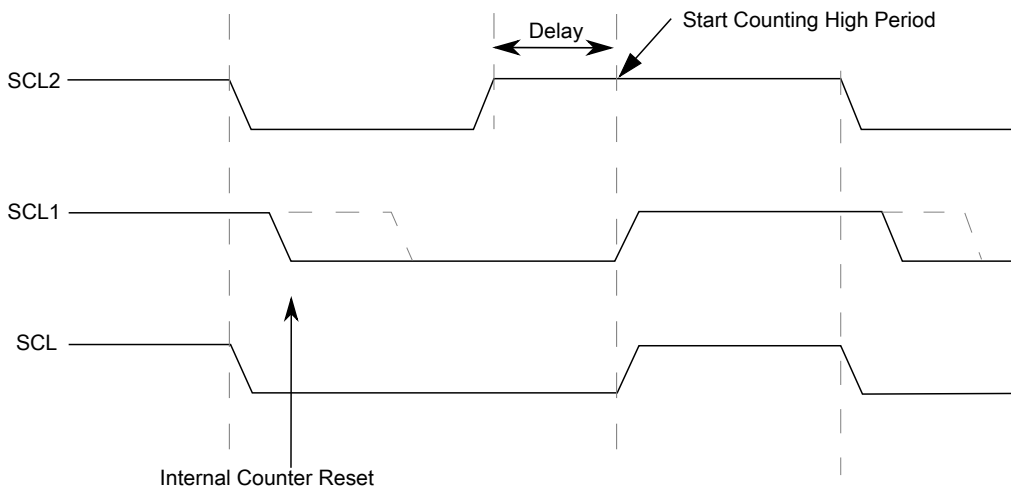 Start Counting High Period
Delay
SCL2
SCL1
SCL
Internal Counter Reset